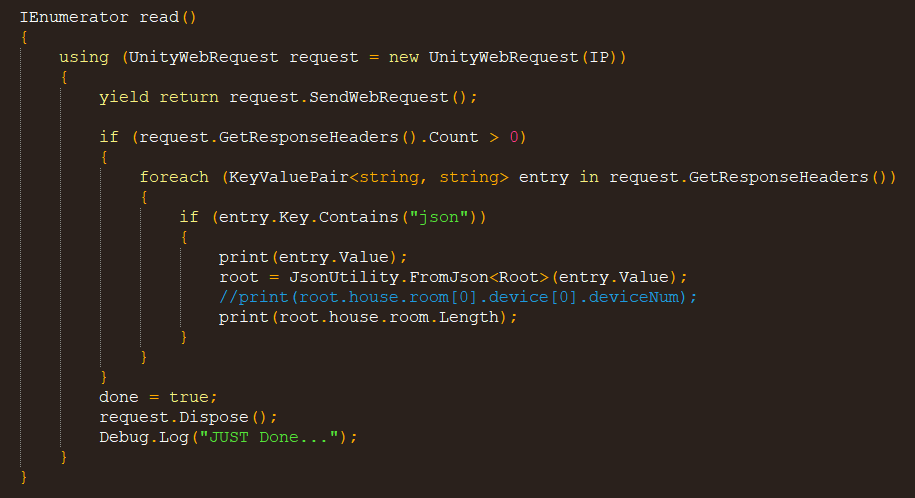 IEnumerator read()
{
    using (UnityWebRequest request = new UnityWebRequest(IP))
    {
        yield return request.SendWebRequest();

        if (request.GetResponseHeaders().Count > 0)
        {
            foreach (KeyValuePair<string, string> entry in request.GetResponseHeaders())
            {
                if (entry.Key.Contains("json"))
                {
                    print(entry.Value);
                    root = JsonUtility.FromJson<Root>(entry.Value);
                    //print(root.house.room[0].device[0].deviceNum);
                    print(root.house.room.Length);
                }
            }
        }
        done = true;
        request.Dispose();
        Debug.Log("JUST Done...");
    }
}